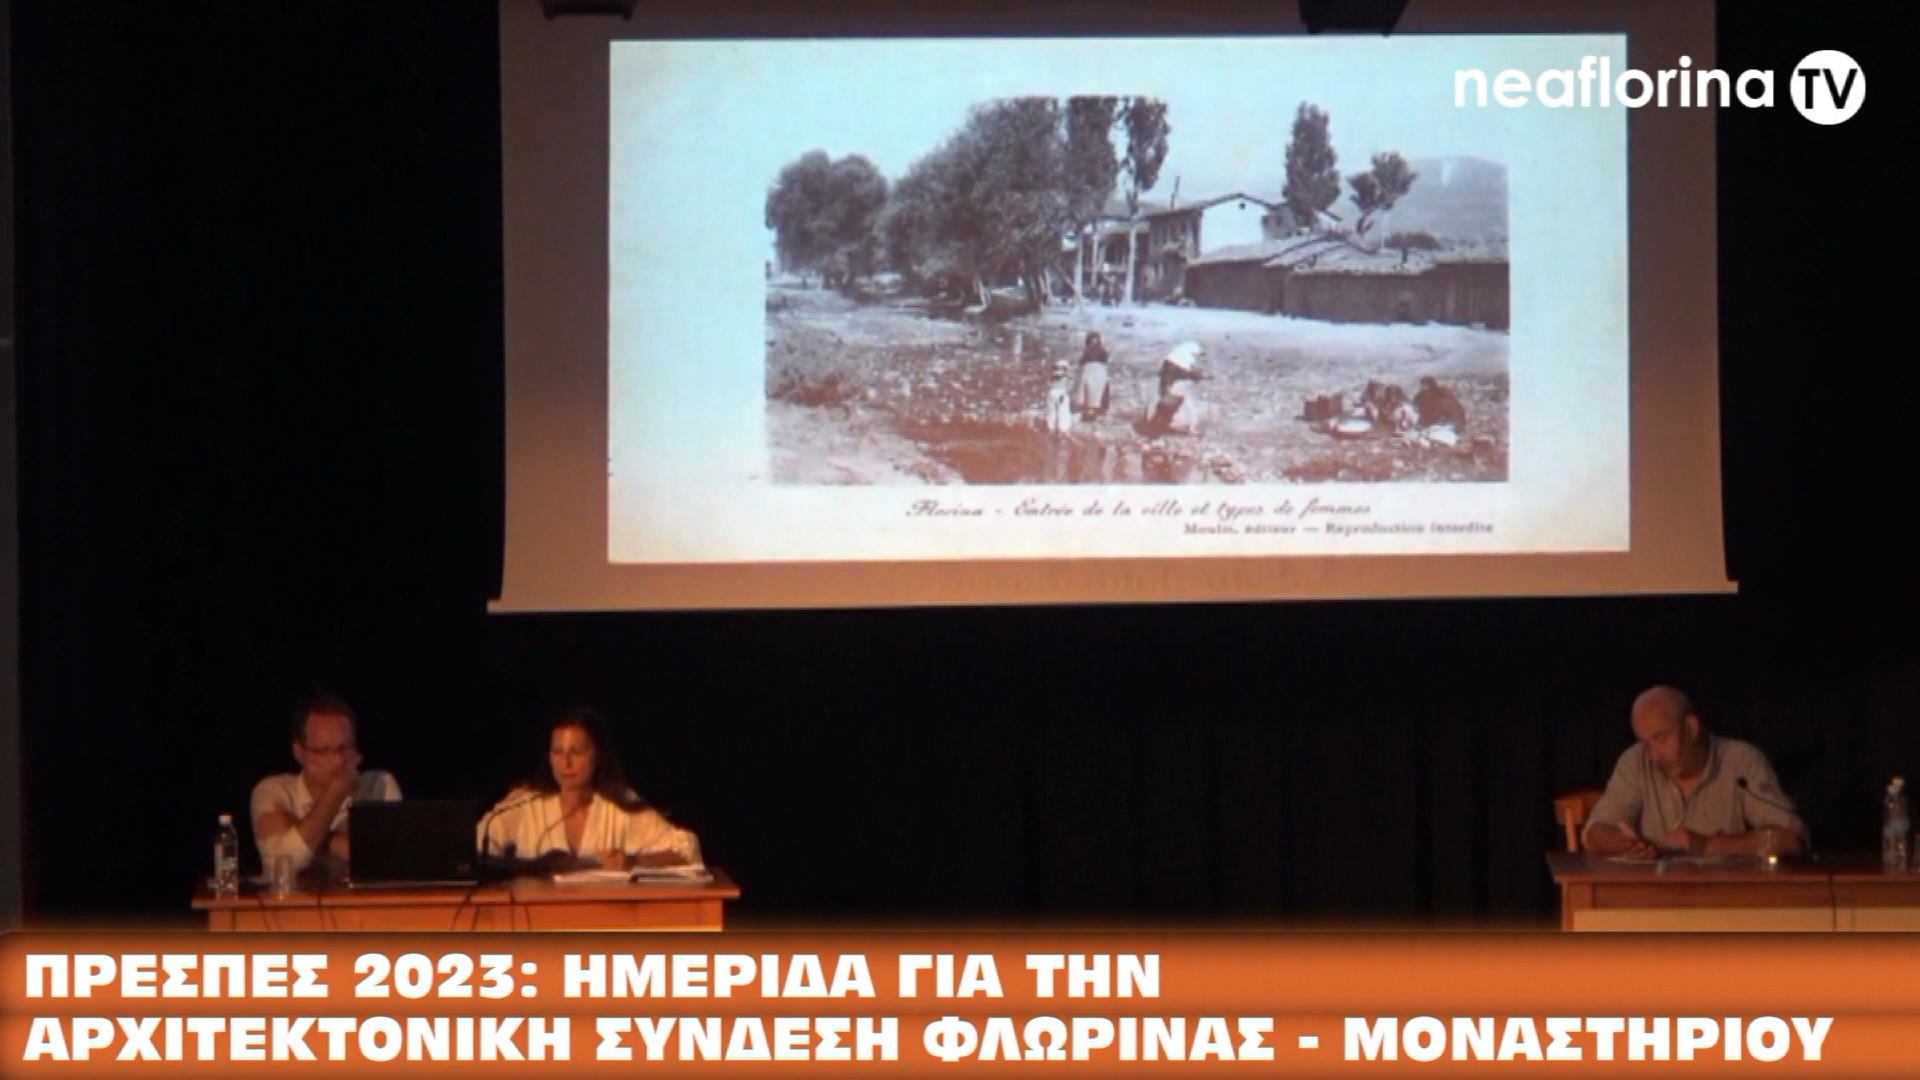 neaflorina TV
Florina - Entrée de la ville et types de femmes
Moulin, éditeur — Reproduction interdite
ΠΡΕΣΠΕΣ 2023: ΗΜΕΡΙΔΑ ΓΙΑ ΤΗΝ
ΑΡΧΙΤΕΚΤΟΝΙΚΗ ΣΥΝΔΕΣΗ ΦΛΩΡΙΝΑΣ - ΜΟΝΑΣΤΗΡΙΟΥ